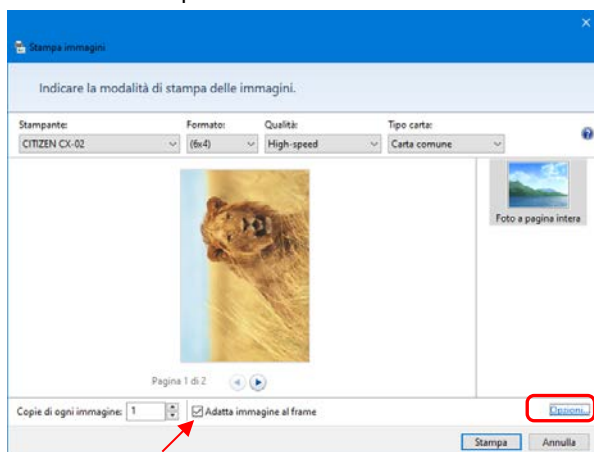 Stampa immagini
Indicare la modalità di stampa delle immagini.
Stampante: Formato: Qualità: Tipo carta:
CITIZEN CX-02 (6x4) High-speed Carta comune
Foto a pagina intera
Pagina 1 di 2
Copie di ogni immagine: 1 Adatta immagine al frame Opzioni...
Stampa Annulla